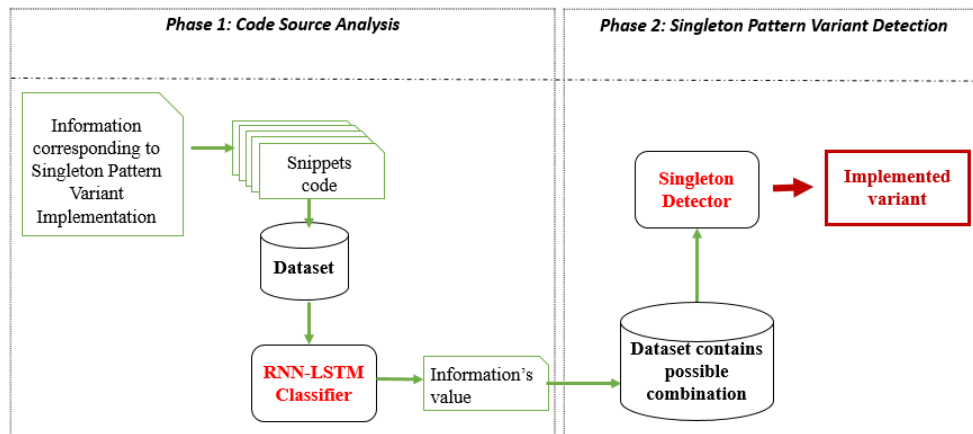 Phase 1: Code Source Analysis
Phase 2: Singleton Pattern Variant Detection
Information
corresponding to
Singleton Pattern
Variant
Implementation
Snippets
code
Dataset
RNN-LSTM
Classifier
Information's
value
Dataset contains
possible
combination
Singleton
Detector
Implemented
variant